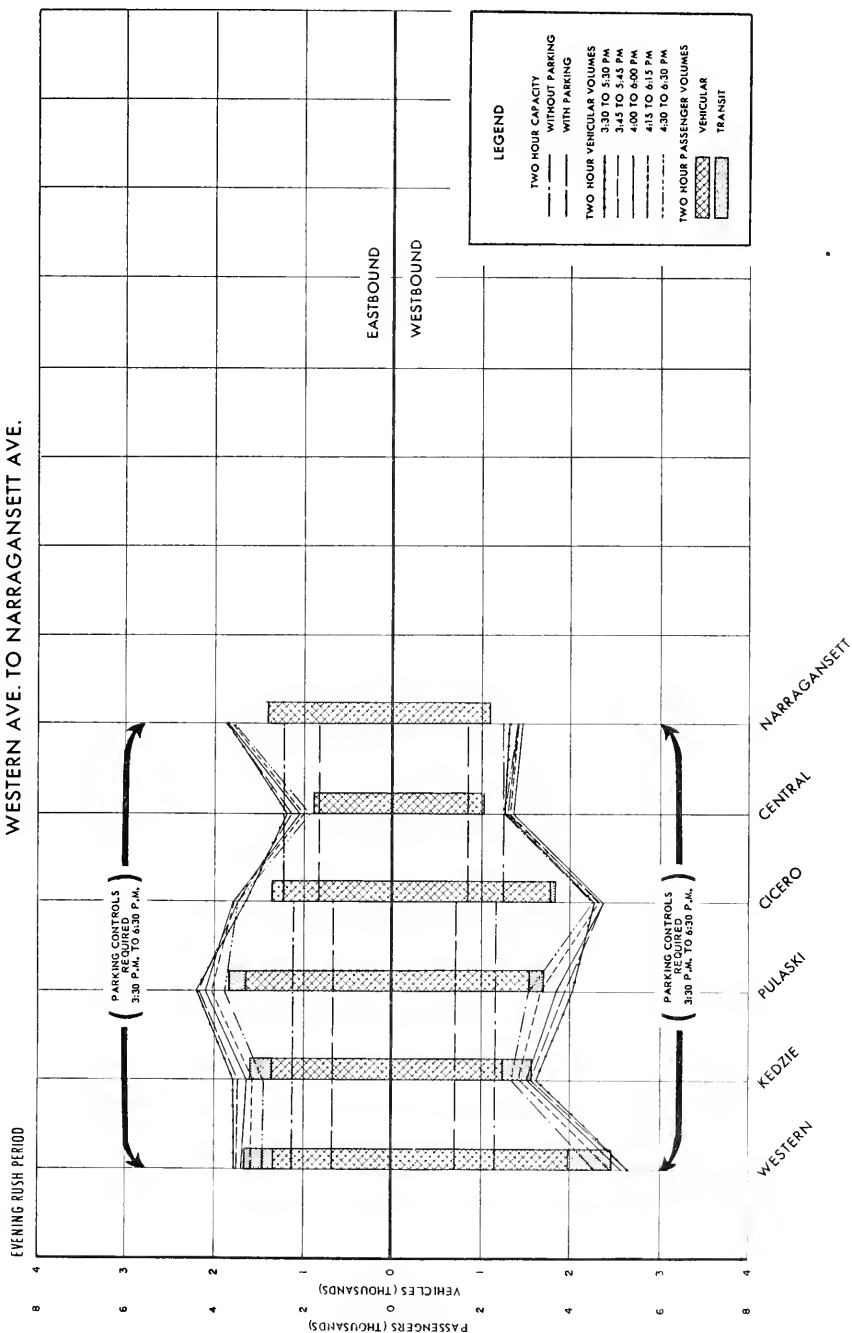 WESTERN AVE. TO NARRAGANSETT AVE.
EVENING RUSH PERIOD
PASSENGERS (THOUSANDS)
8
6
4
2
0
2
4
6
8
VEHICLES (THOUSANDS)
4
3
2
1
0
1
2
3
4
(PARKING CONTROLS
REQUIRED
3:30 P.M. TO 6:30 P.M.)
EASTBOUND
WESTBOUND
(PARKING CONTROLS
REQUIRED
3:30 P.M. TO 6:30 P.M.)
WESTERN
KEDZIE
PULASKI
CICERO
CENTRAL
NARRAGANSETT
LEGEND
TWO HOUR CAPACITY
WITHOUT PARKING
WITH PARKING
TWO HOUR VEHICULAR VOLUMES
3:30 TO 5:30 PM
3:45 TO 5:45 PM
4:00 TO 6:00 PM
4:15 TO 6:15 PM
4:30 TO 6:30 PM
TWO HOUR PASSENGER VOLUMES
VEHICULAR
TRANSIT